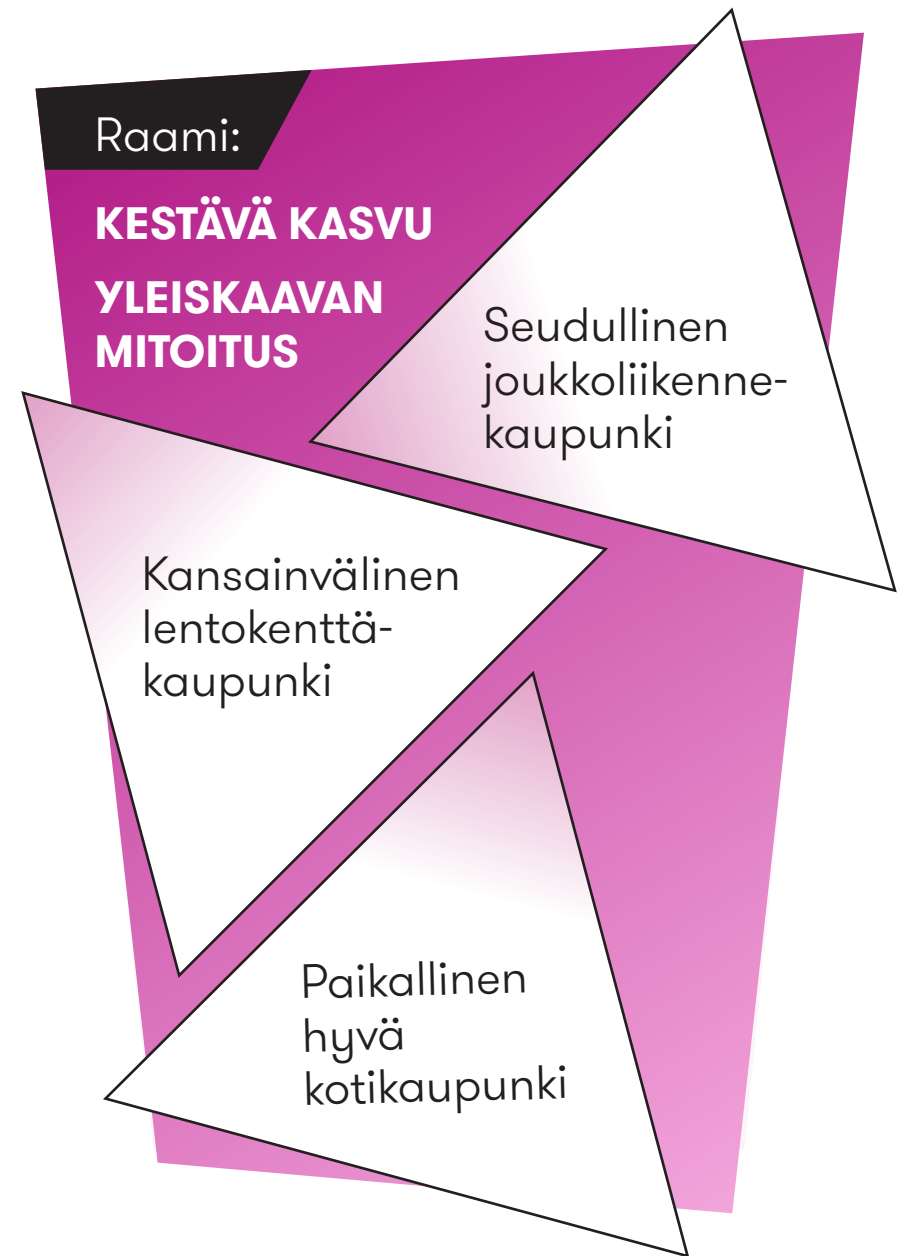 Raami:
KESTÄVÄ KASVU
YLEISKAAVAN
MITOITUS
Seudullinen
joukkoliikenne-
kaupunki
Kansainvälinen
lentokenttä-
kaupunki
Paikallinen
hyvä
kotikaupunki